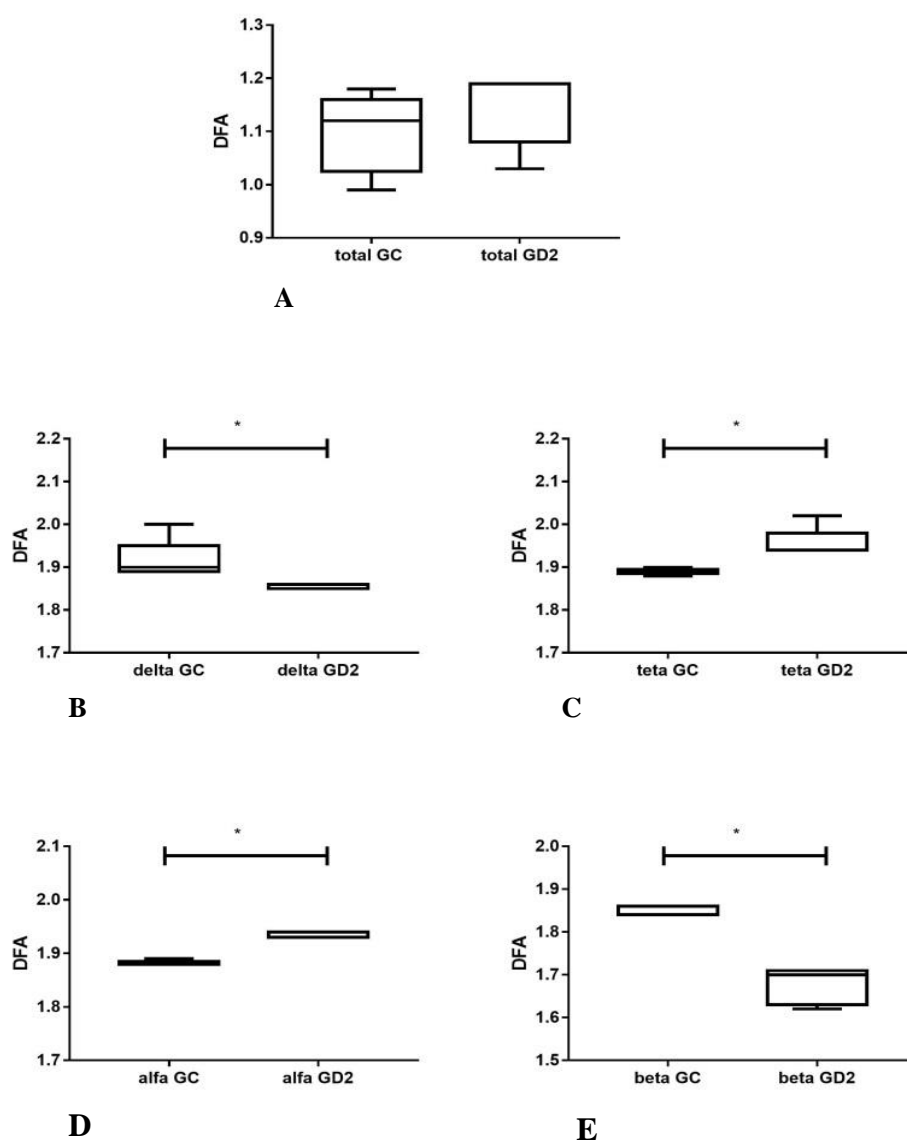 1.3
1.2
1.1
1.0
0.9
DFA
total GC total GD2
A
*
2.2
2.1
2.0
1.9
1.8
1.7
DFA
delta GC delta GD2
B
*
2.2
2.1
2.0
1.9
1.8
1.7
DFA
teta GC teta GD2
C
*
2.1
2.0
1.9
1.8
1.7
DFA
alfa GC alfa GD2
D
*
2.0
1.9
1.8
1.7
1.6
1.5
DFA
beta GC beta GD2
E